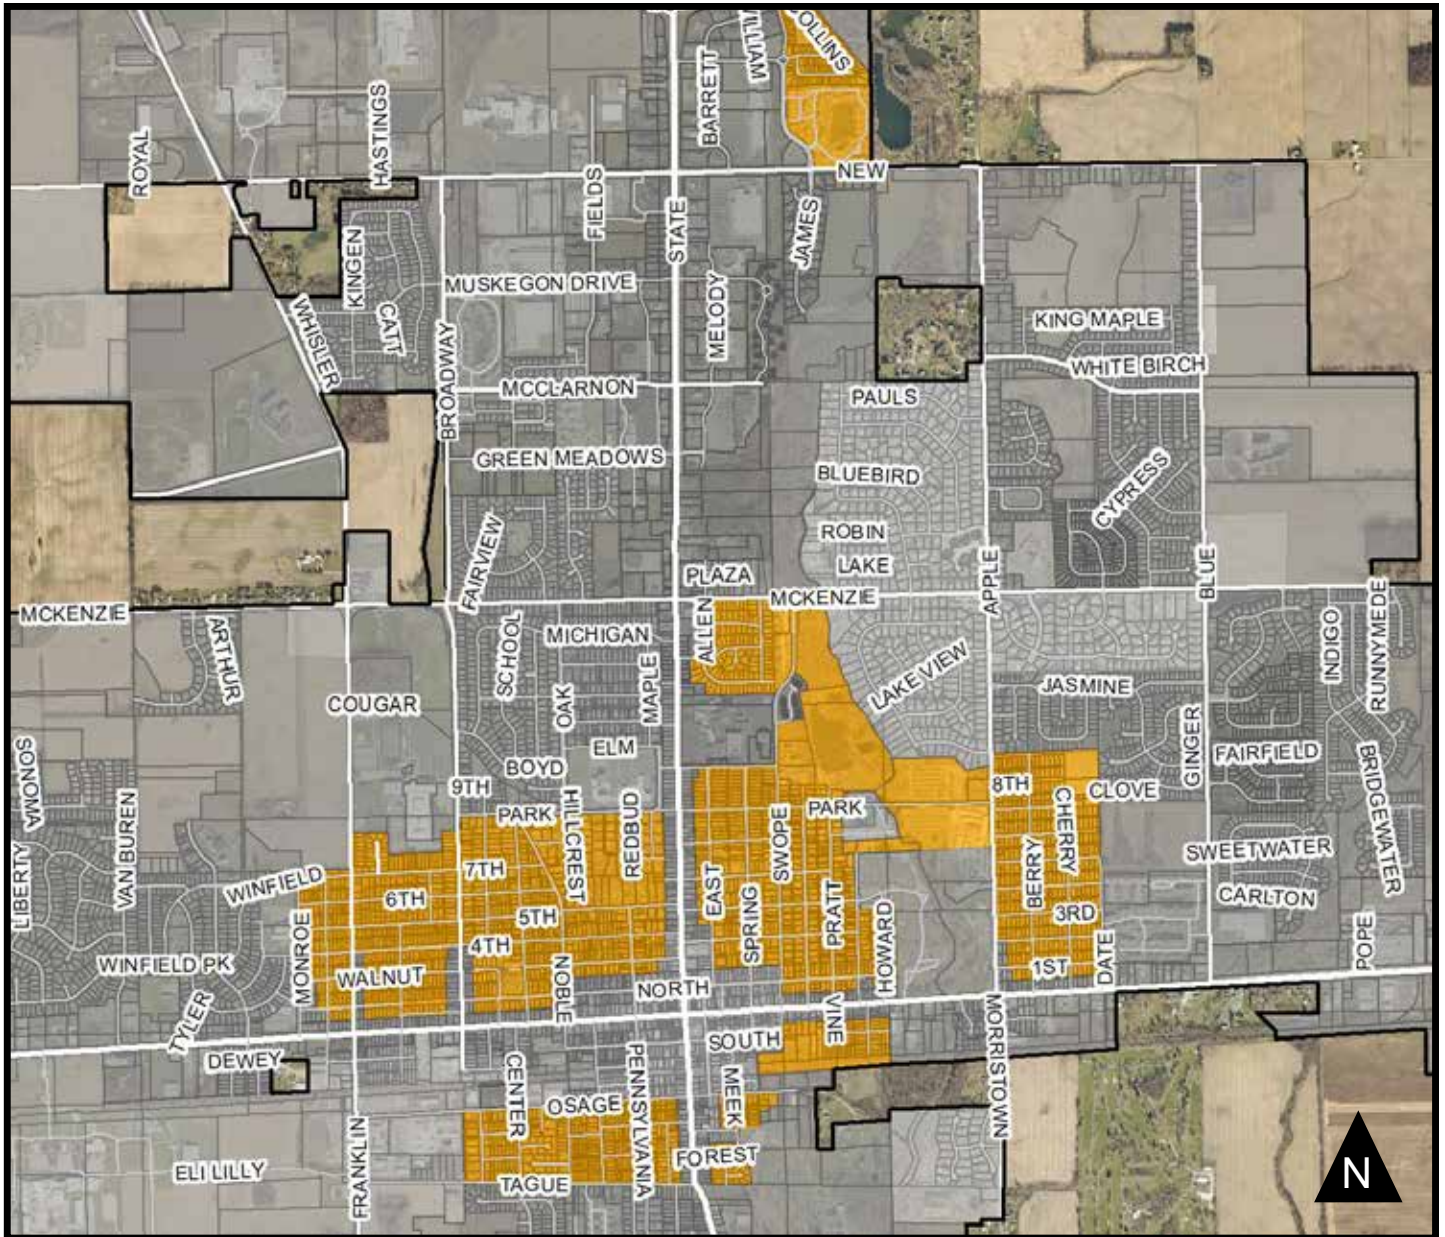 COLLINS
WILLIAM
BARRETT
HASTINGS
ROYAL
NEW
FIELDS
STATE
JAMES
KINGEN
MUSKEGON DRIVE
MELODY
WHISLER
CATT
KING MAPLE
BROADWAY
WHITE BIRCH
MCCLARNON
PAULS
GREEN MEADOWS
BLUEBIRD
CYPRESS
ROBIN
FAIRVIEW
LAKE
PLAZA
APPLE
BLUE
MCKENZIE
MCKENZIE
ARTHUR
SCHOOL
MICHIGAN
ALLEN
INDIGO
RUNNYMEDE
MAPLE
LAKE VIEW
JASMINE
COUGAR
OAK
GINGER
SONOMA
ELM
FAIRFIELD
BOYD
BRIDGEWATER
9TH
8TH
CLOVE
VAN BUREN
PARK
HILLCREST
REDBUD
SWOPE
PARK
CHERRY
LIBERTY
7TH
SWEETWATER
WINFIELD
6TH
EAST
BERRY
CARLTON
5TH
SPRING
PRATT
3RD
4TH
HOWARD
POPE
MONROE
WINFIELD PK
WALNUT
NOBLE
1ST
DATE
NORTH
TYLER
VINE
MORRISTOWN
SOUTH
DEWEY
CENTER
PENNSYLVANIA
MEEK
OSAGE
FRANKLIN
FOREST
ELI LILLY
TAGUE
N